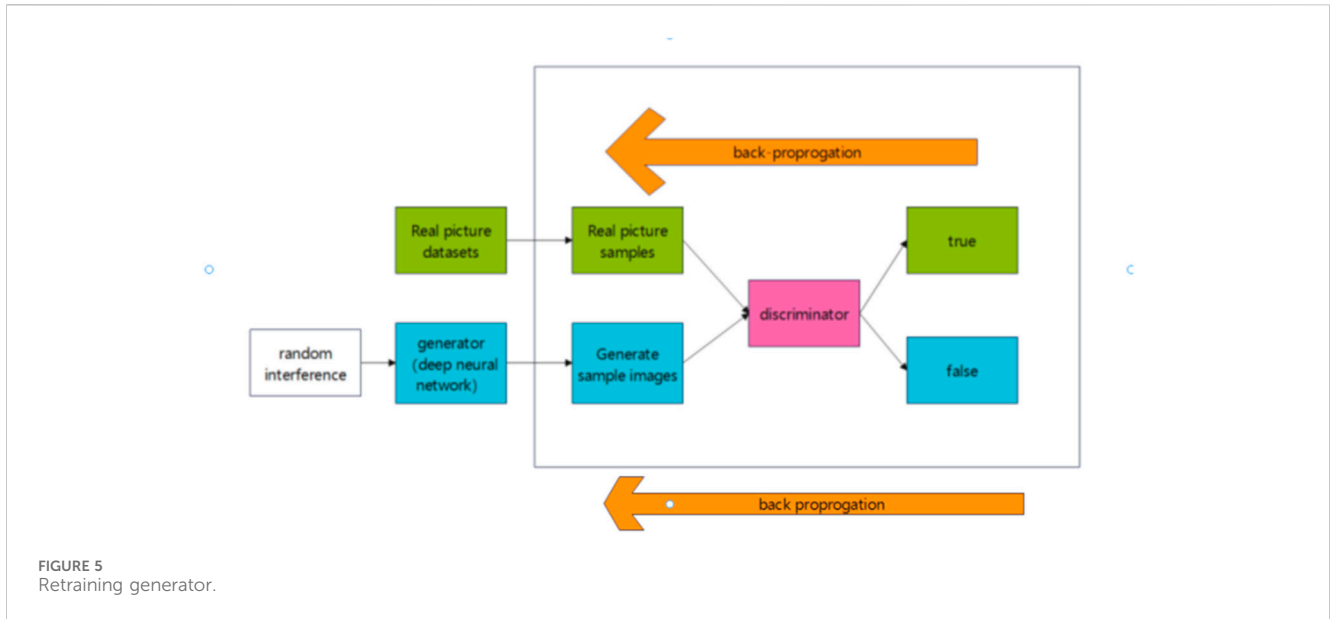 back-proprogation
Real picture
datasets
Real picture
samples
true
discriminator
random
interference
generator
(deep neural
network)
Generate
sample images
false
back proprogation
FIGURE 5
Retraining generator.